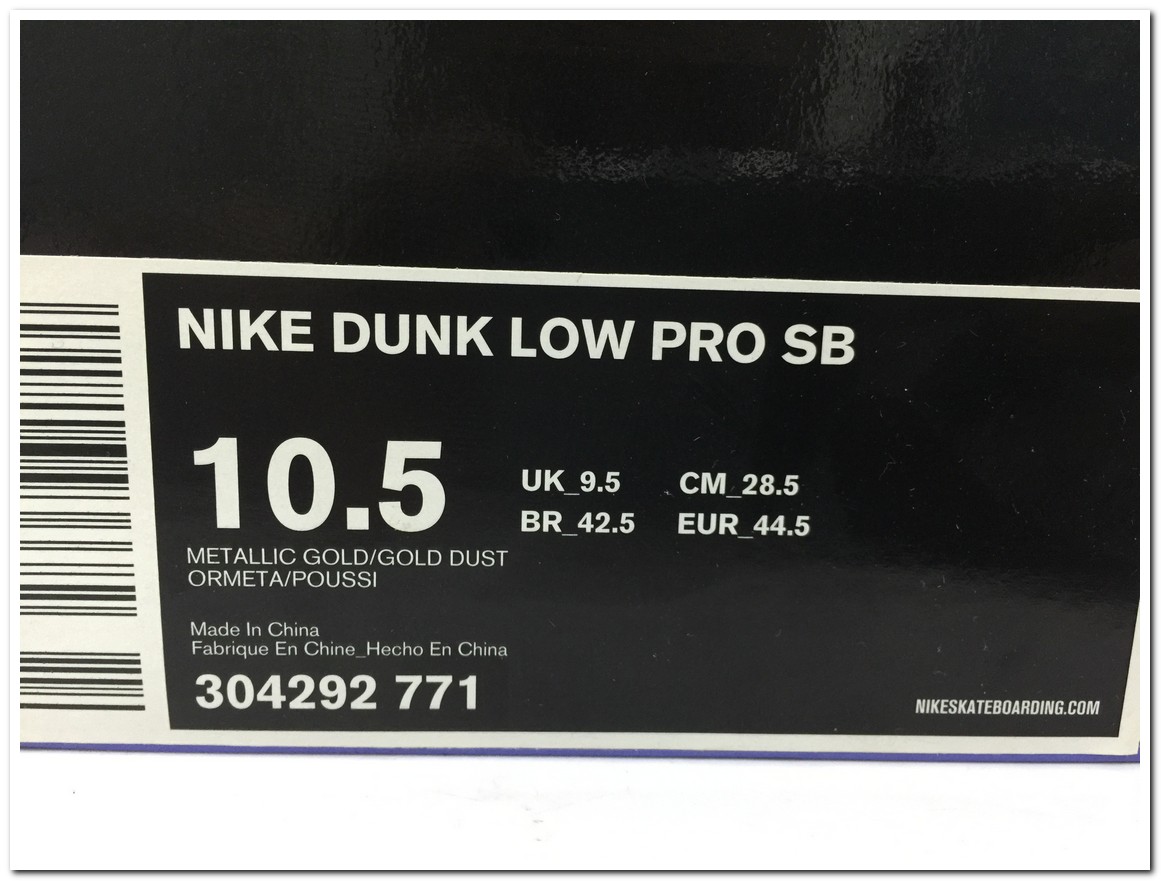 NIKE DUNK LOW PRO SB
10.5
UK_9.5 CM_28.5
BR_42.5 EUR_44.5
METALLIC GOLD/GOLD DUST
ORMETA/POUSSI
Made In China
Fabrique En Chine_Hecho En China
304292 771
NIKESKATEBOARDING.COM